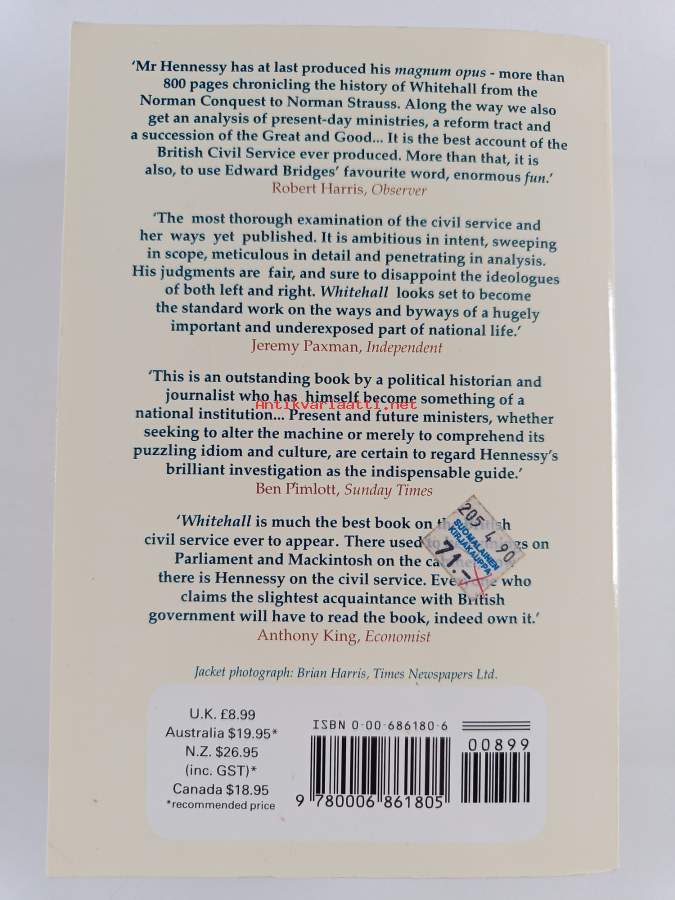 ‘Mr Hennessy has at last produced his magnum opus - more than
800 pages chronicling the history of Whitehall from the
Norman Conquest to Norman Strauss. Along the way we also
get an analysis of present-day ministries, a reform tract and
a succession of the Great and Good... It is the best account of the
British Civil Service ever produced. More than that, it is
also, to use Edward Bridges’ favourite word, enormous fun.’
Robert Harris, Observer
‘The most thorough examination of the civil service and
her ways yet published. It is ambitious in intent, sweeping
in scope, meticulous in detail and penetrating in analysis.
His judgments are fair, and sure to disappoint the ideologues
of both left and right. Whitehall looks set to become
the standard work on the ways and byways of a hugely
important and underexposed part of national life.’
Jeremy Paxman, Independent
‘This is an outstanding book by a political historian and
journalist who has himself become something of a
Antikvariaatti.net
national institution... Present and future ministers, whether
seeking to alter the machine or merely to comprehend its
puzzling idiom and culture, are certain to regard Hennessy’s
brilliant investigation as the indispensable guide.’
Ben Pimlott, Sunday Times
‘Whitehall is much the best book on
civil service ever to appear. There used on
Parliament and Mackintosh on the
there is Hennessy on the civil service. who
claims the slightest acquaintance with British
government will have to read the book, indeed own it.’
Anthony King, Economist
205 4.90
SUOMALAINEN
KIRJAKAUPPA
71.-
Jacket photograph: Brian Harris, Times Newspapers Ltd.
U.K. £8.99
Australia $19.95*
N.Z. $26.95
(inc. GST)*
Canada $18.95
*recommended price
ISBN 0-00-686180-6
00899
9 780006 861805